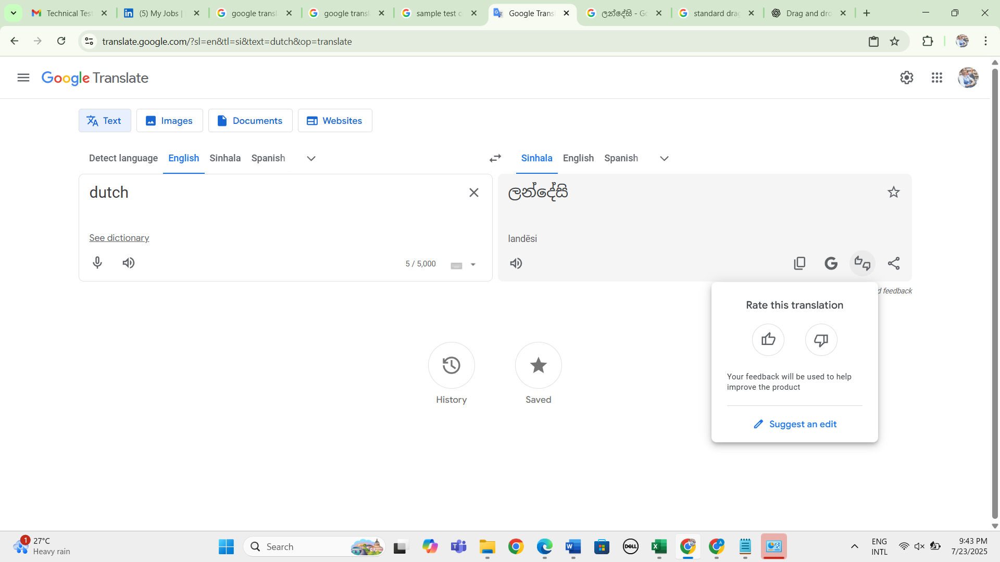 Technical Test
(5) My Jobs |
google transl
google transl
sample test c
Google Transl
ලන්දේසි - Go
standard drag
Drag and dro
translate.google.com/?sl=en&tl=si&text=dutch&op=translate
Google Translate
Text
Images
Documents
Websites
Detect language
English
Sinhala
Spanish
Sinhala
English
Spanish
dutch
ලන්දේසි
See dictionary
landēsi
5 / 5,000
d feedback
Rate this translation
Your feedback will be used to help
improve the product
Suggest an edit
History
Saved
1
27°C
Heavy rain
Search
DELL
ENG
INTL
9:43 PM
7/23/2025